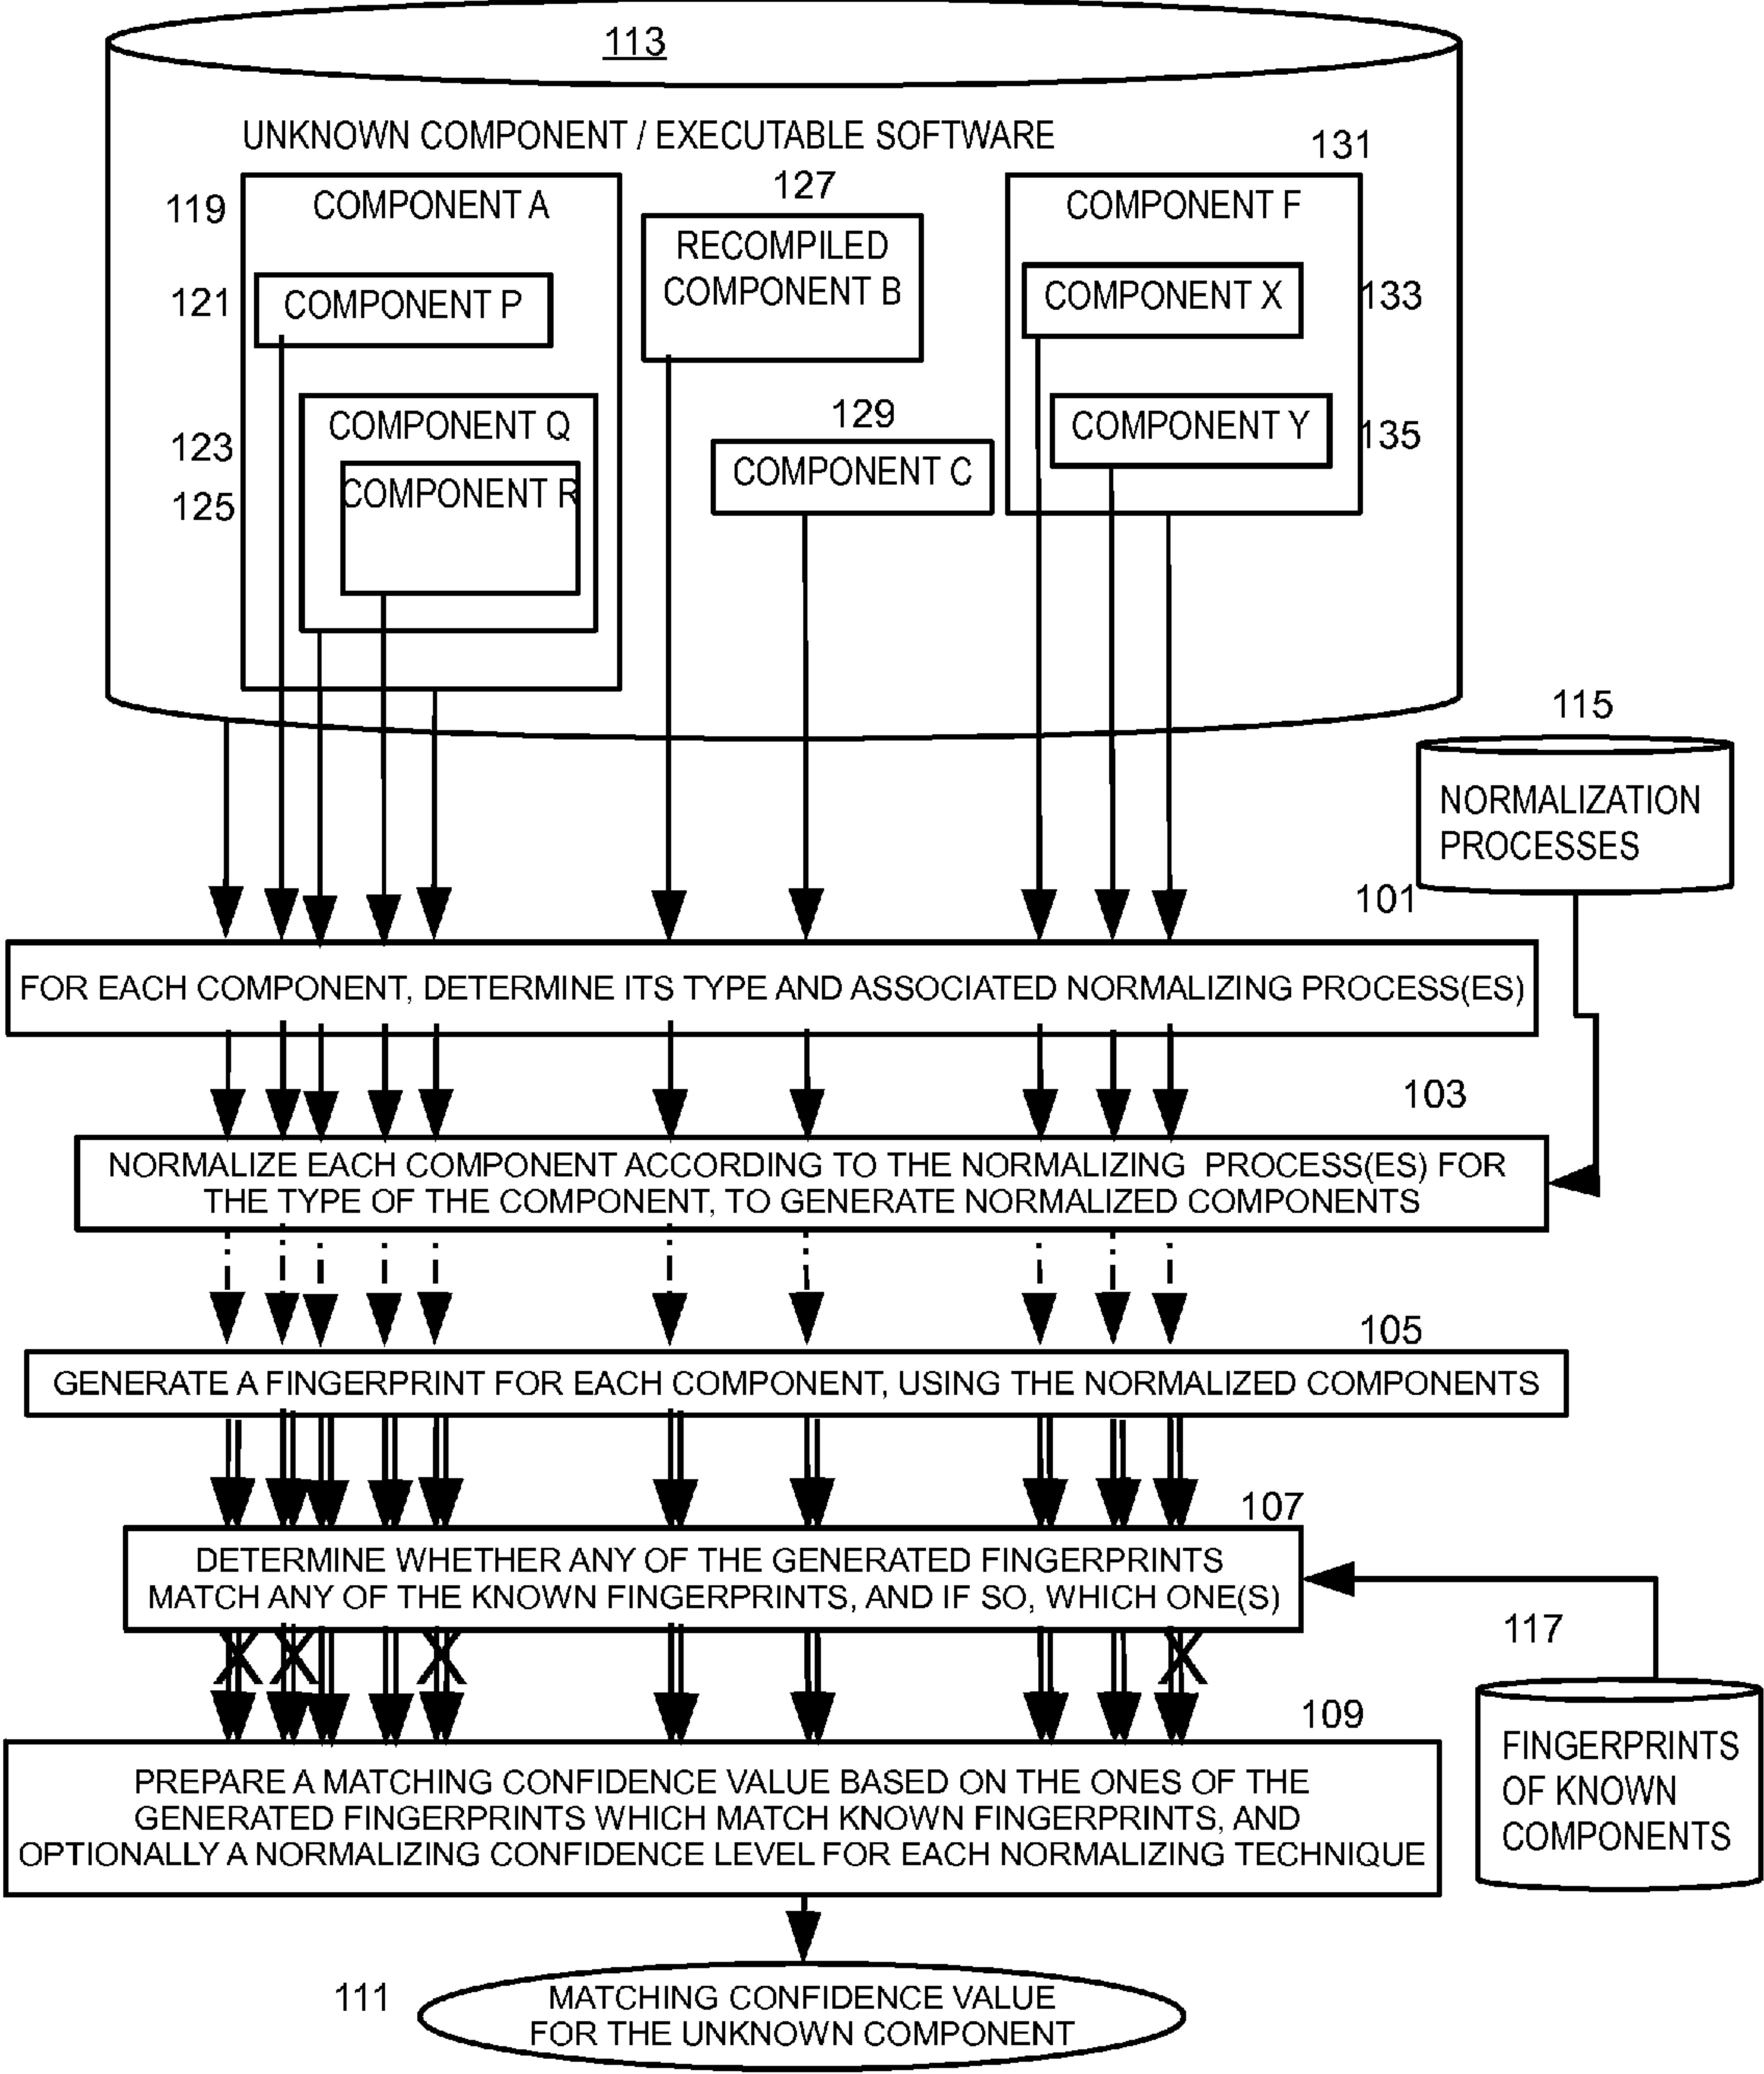 113
UNKNOWN COMPONENT / EXECUTABLE SOFTWARE
131
127
119
COMPONENT A
RECOMPILED
COMPONENT B
COMPONENT F
121
COMPONENT P
COMPONENT X
133
129
COMPONENT Q
COMPONENT Y
123
135
COMPONENT C
125
COMPONENT R
115
NORMALIZATION
PROCESSES
101
FOR EACH COMPONENT, DETERMINE ITS TYPE AND ASSOCIATED NORMALIZING PROCESS(ES)
103
NORMALIZE EACH COMPONENT ACCORDING TO THE NORMALIZING PROCESS(ES) FOR
THE TYPE OF THE COMPONENT, TO GENERATE NORMALIZED COMPONENTS
105
GENERATE A FINGERPRINT FOR EACH COMPONENT, USING THE NORMALIZED COMPONENTS
107
DETERMINE WHETHER ANY OF THE GENERATED FINGERPRINTS
MATCH ANY OF THE KNOWN FINGERPRINTS, AND IF SO, WHICH ONE(S)
X X X X
117
FINGERPRINTS
OF KNOWN
COMPONENTS
109
PREPARE A MATCHING CONFIDENCE VALUE BASED ON THE ONES OF THE
GENERATED FINGERPRINTS WHICH MATCH KNOWN FINGERPRINTS, AND
OPTIONALLY A NORMALIZING CONFIDENCE LEVEL FOR EACH NORMALIZING TECHNIQUE
111
MATCHING CONFIDENCE VALUE
FOR THE UNKNOWN COMPONENT